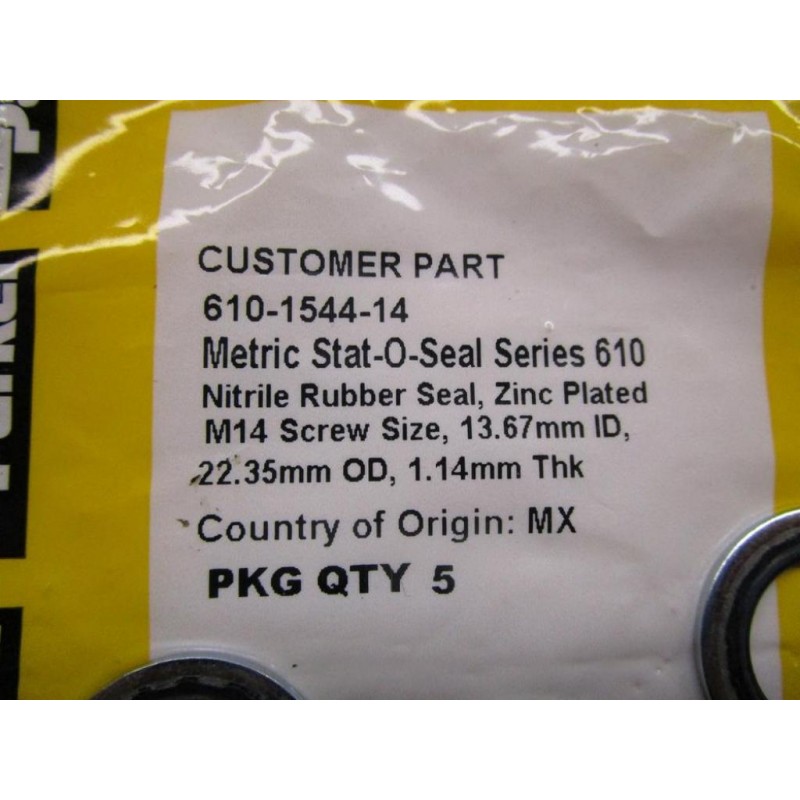 CUSTOMER PART
610-1544-14
Metric Stat-O-Seal Series 610
Nitrile Rubber Seal, Zinc Plated
M14 Screw Size, 13.67mm ID,
22.35mm OD, 1.14mm Thk
Country of Origin: MX
PKG QTY 5